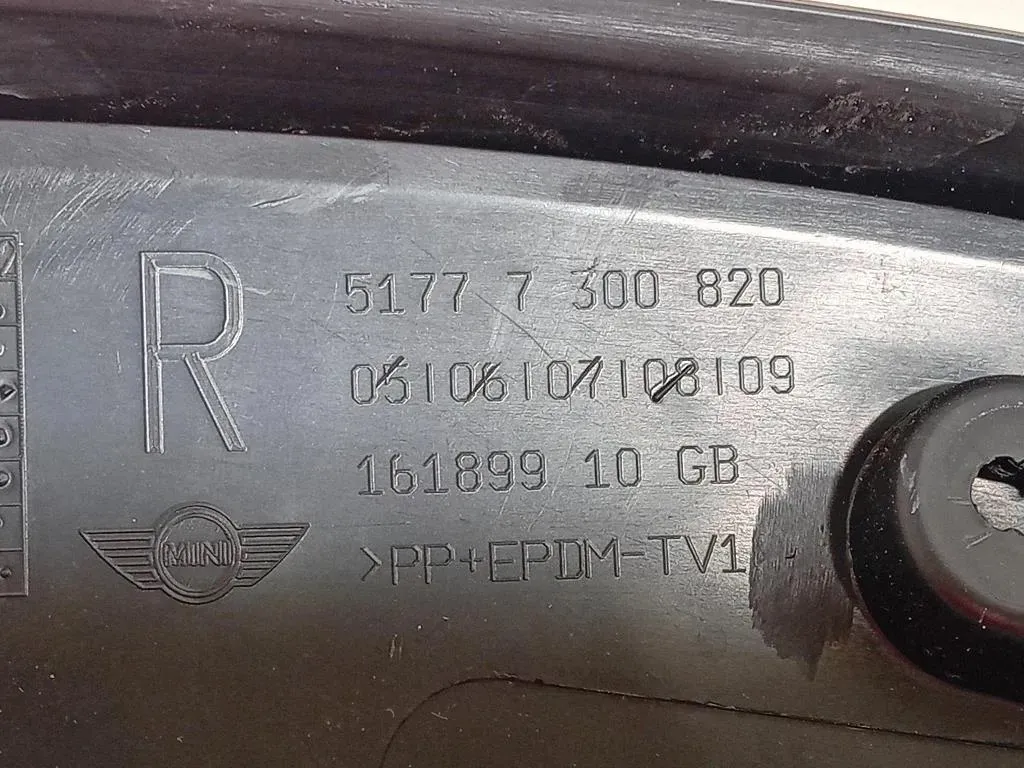 R
5177 7 300 820
05|06|07|08|09
161899 10 GB
MINI
>PP+EPDM-TV1